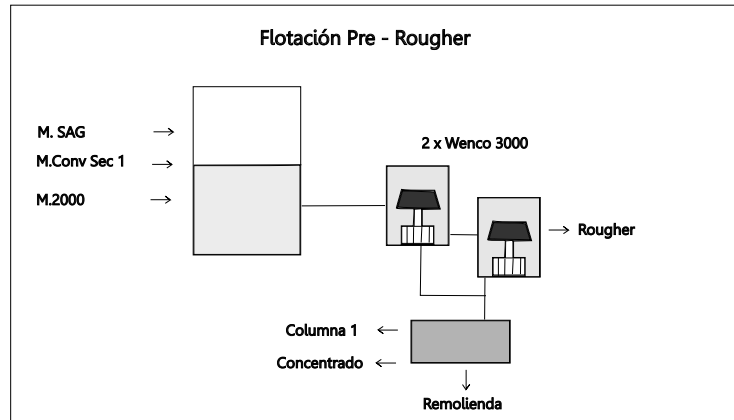 Flotación Pre - Rougher
M. SAG
M.Conv Sec 1
M.2000
2 x Wenco 3000
Rougher
Columna 1
Concentrado
Remolienda